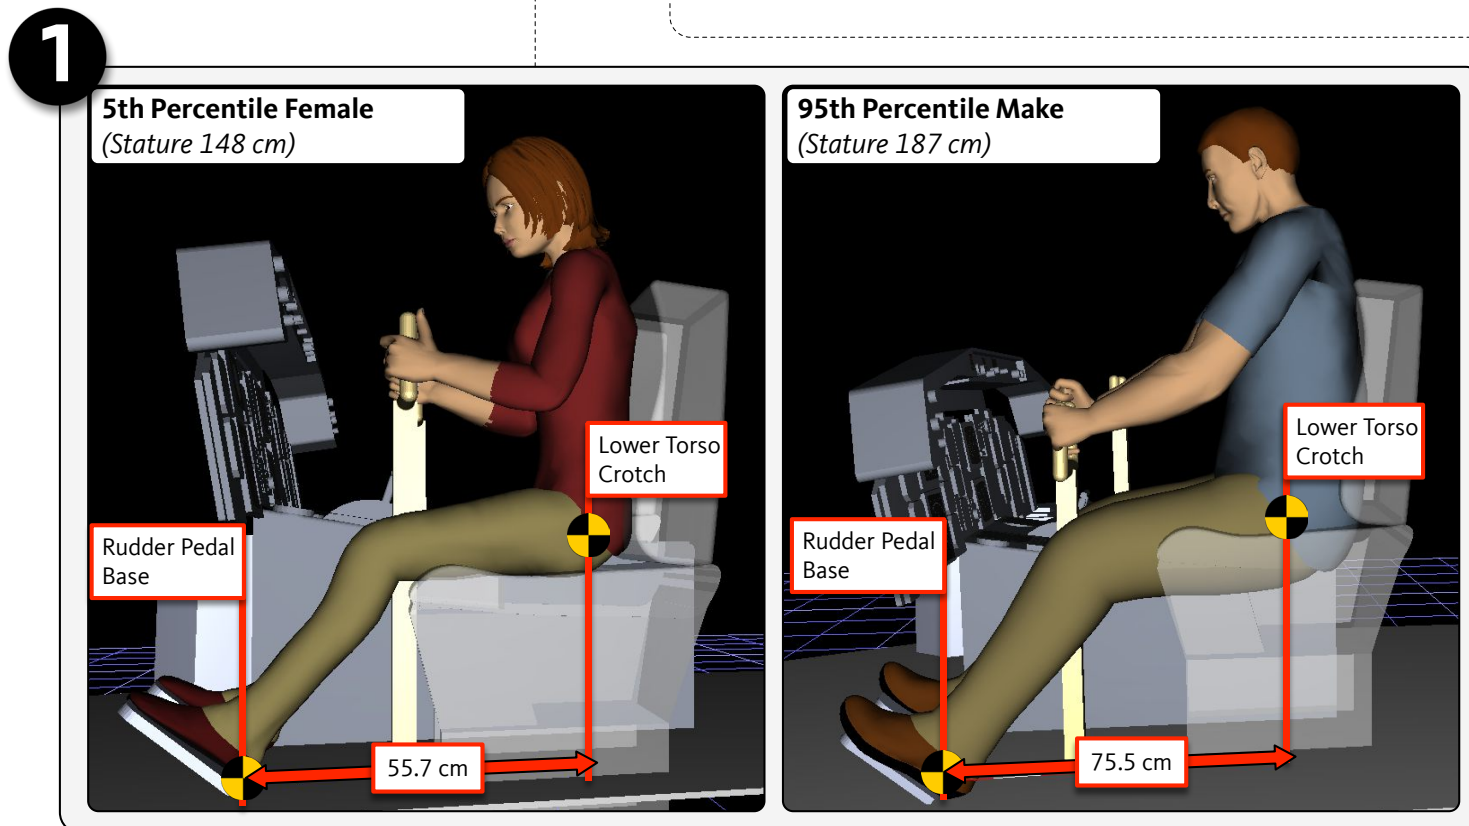 1
5th Percentile Female
(Stature 148 cm)
Lower Torso
Crotch
Rudder Pedal
Base
55.7 cm
95th Percentile Make
(Stature 187 cm)
Lower Torso
Crotch
Rudder Pedal
Base
75.5 cm